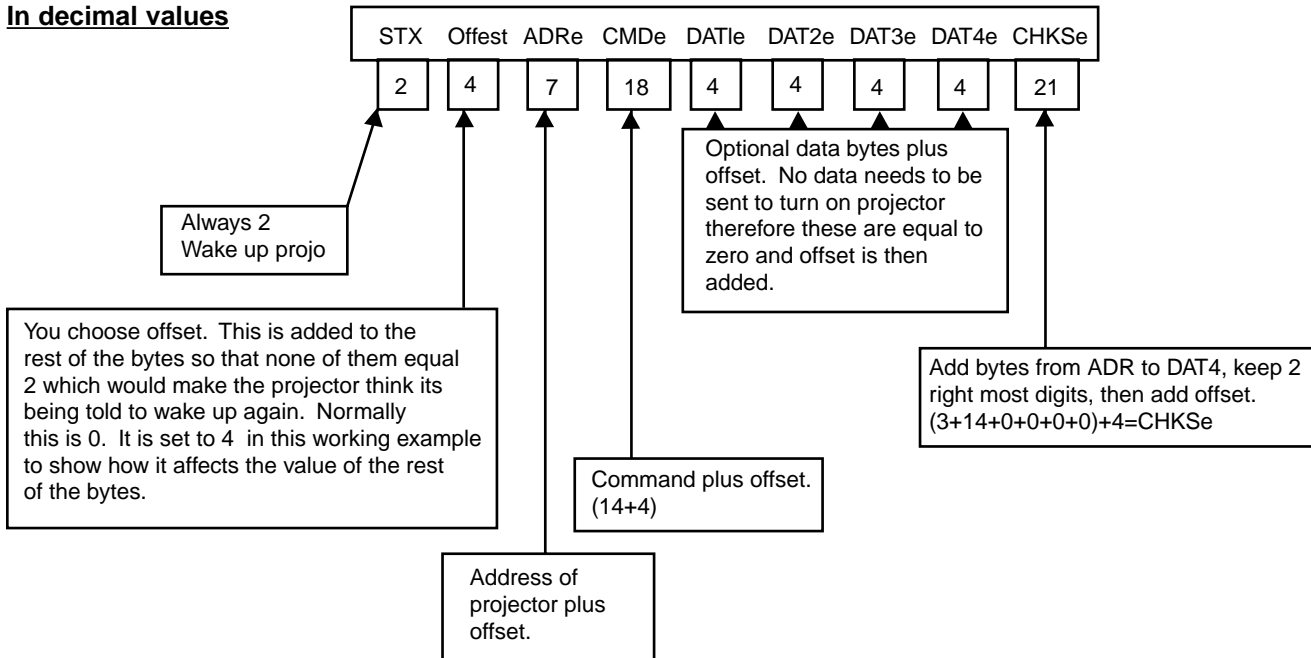 In decimal values
STX Offest ADRe CMDe DATle DAT2e DAT3e DAT4e CHKSe
2 4 7 18 4 4 4 4 21
Optional data bytes plus
offset. No data needs to be
sent to turn on projector
therefore these are equal to
zero and offset is then
added.
Always 2
Wake up projo
You choose offset. This is added to the
rest of the bytes so that none of them equal
2 which would make the projector think its
being told to wake up again. Normally
this is 0. It is set to 4 in this working example
to show how it affects the value of the rest
of the bytes.
Add bytes from ADR to DAT4, keep 2
right most digits, then add offset.
(3+14+0+0+0+0)+4=CHKSe
Command plus offset.
(14+4)
Address of
projector plus
offset.